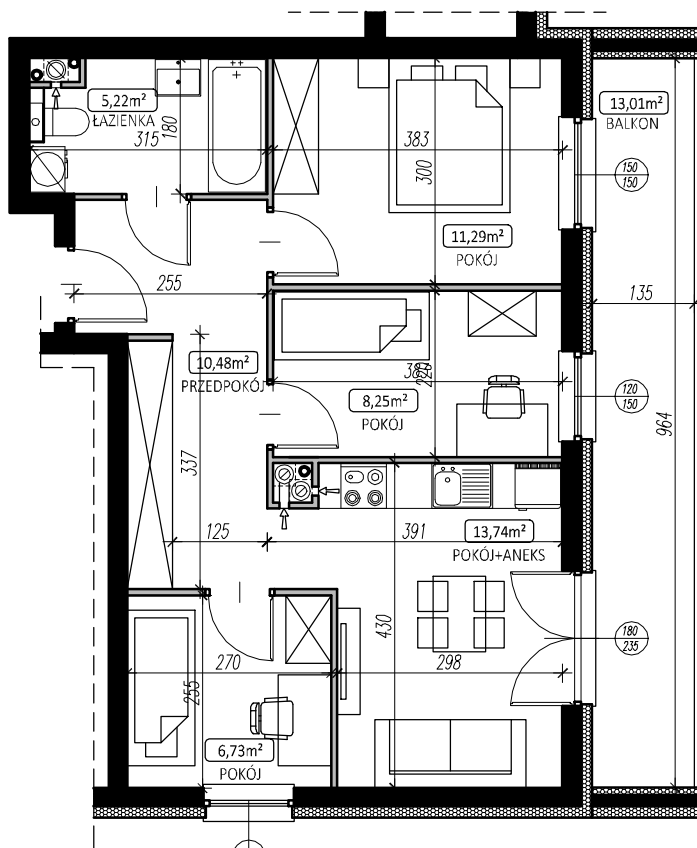 5,22m²
ŁAZIENKA
315
180
383
300
11,29m²
POKÓJ
13,01m²
BALKON
150
150
135
255
10,48m²
PRZEDPOKÓJ
220
8,25m²
POKÓJ
120
150
964
337
125
391
13,74m²
POKÓJ+ANEKS
430
180
235
270
298
255
6,73m²
POKÓJ